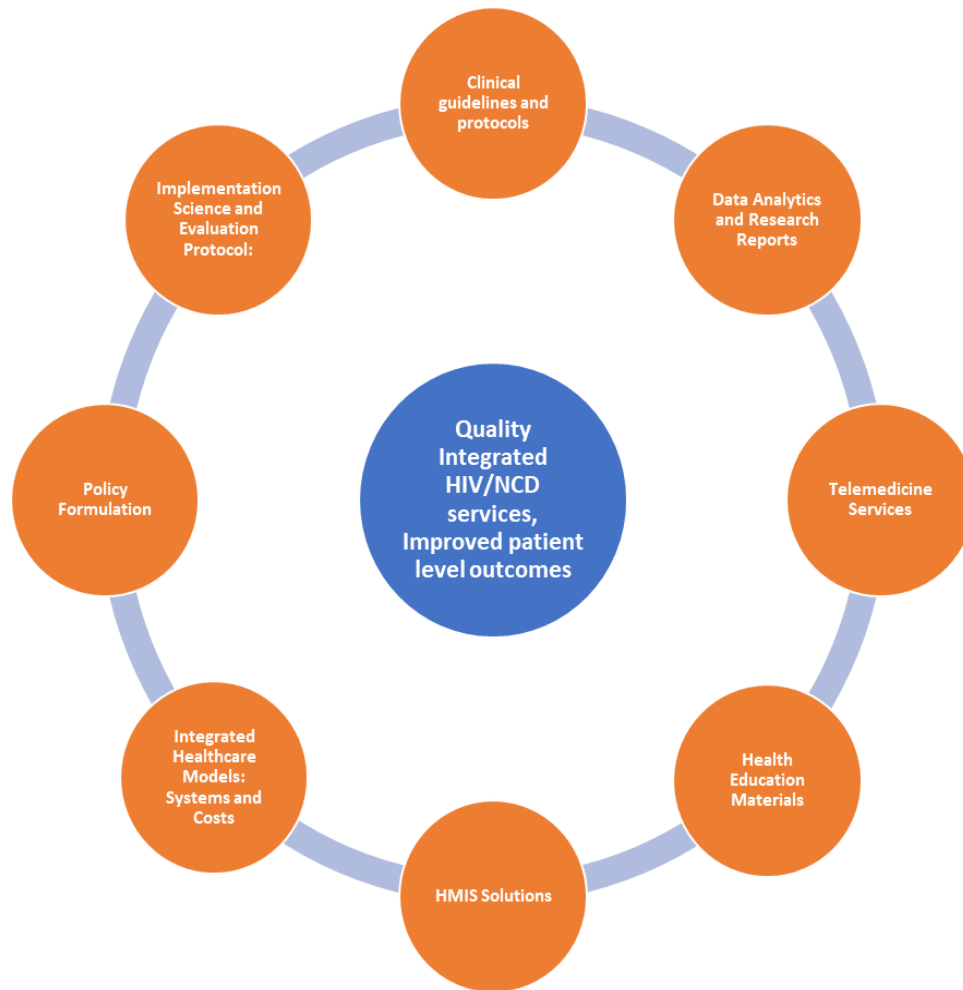 Clinical
guidelines and
protocols
Data Analytics
and Research
Reports
Telemedicine
Services
Health
Education
Materials
HMIS Solutions
Integrated
Healthcare
Models:
Systems and
Costs
Policy
Formulation
Implementation
Science and
Evaluation
Protocol:
Quality
Integrated
HIV/NCD
services,
Improved patient
level outcomes